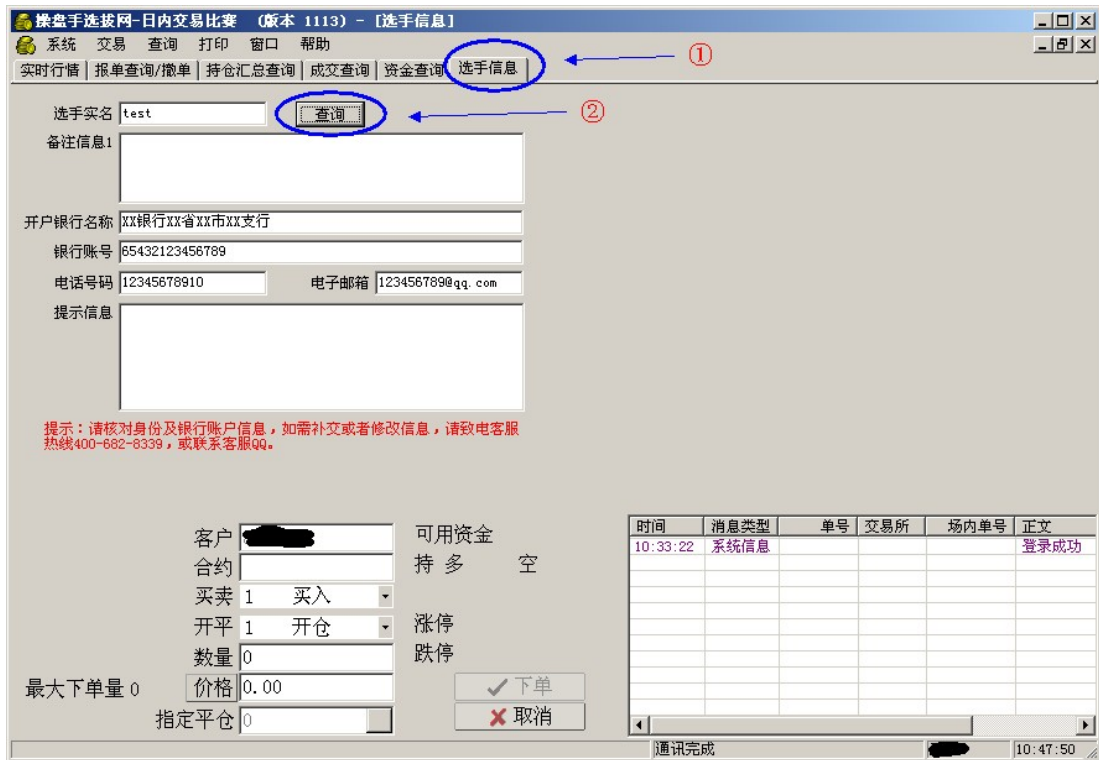 操盘手选拔网-日内交易比赛 (版本 1113) - [选手信息]
系统 交易 查询 打印 窗口 帮助
实时行情 报单查询/撤单 持仓汇总查询 成交查询 资金查询 选手信息
①
选手实名 test 查询
②
备注信息1
开户银行名称 XX银行XX省XX市XX支行
银行账号 65432123456789
电话号码 12345678910 电子邮箱 123456789@qq.com
提示信息
提示：请核对身份及银行账户信息，如需补交或者修改信息，请致电客服
热线400-682-8339，或联系客服QQ。
客户 可用资金
合约 持 多 空
买卖 1 买入
开平 1 开仓 涨停
数量 0 跌停
最大下单量 0 价格 0.00 下单
指定平仓 0 取消
时间 消息类型 单号 交易所 场内单号 正文
10:33:22 系统信息 登录成功
通讯完成 10:47:50